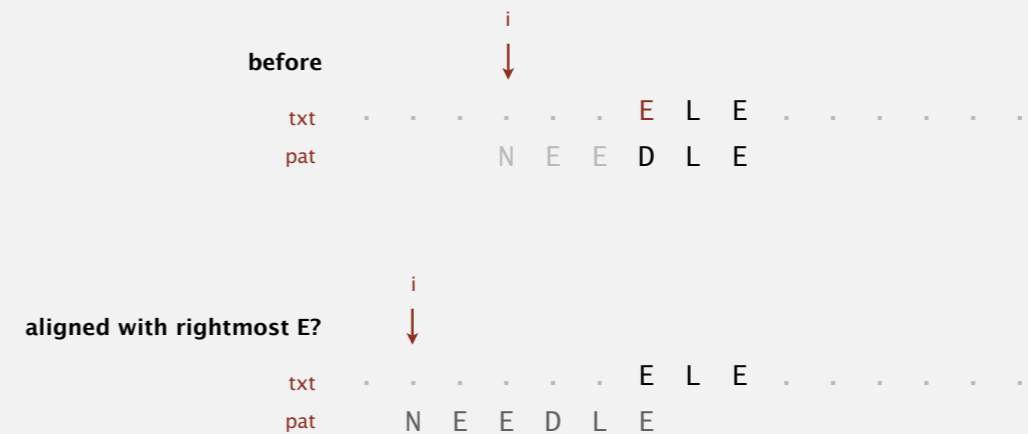 i
before
txt . . . . . . E L E . . . . . .
pat N E E D L E
i
aligned with rightmost E?
txt . . . . . . E L E . . . . . .
pat N E E D L E